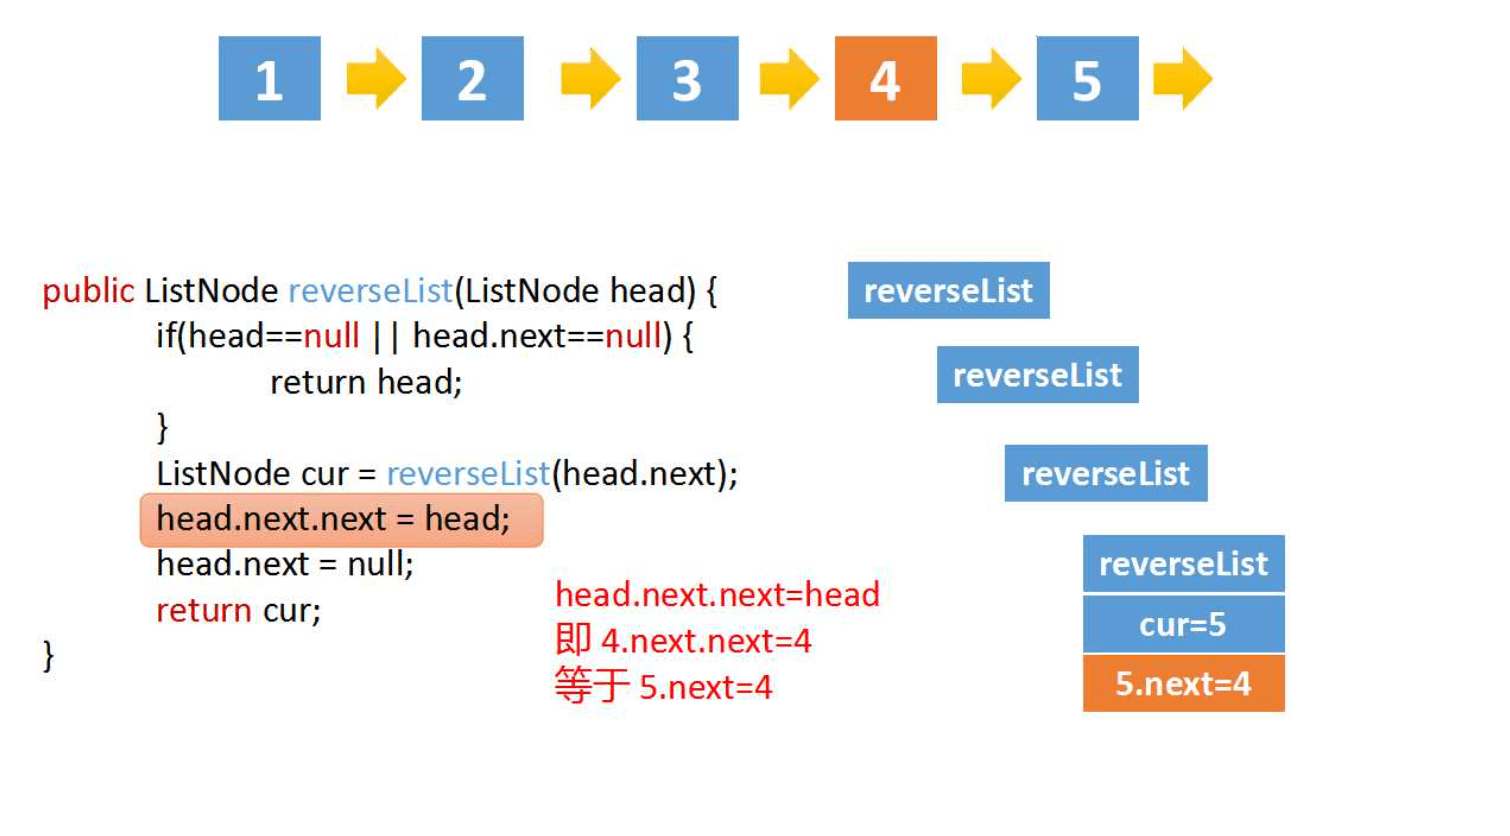 1 2 3 4 5
public ListNode reverseList(ListNode head) {
if(head==null || head.next==null) {
return head;
}
ListNode cur = reverseList(head.next);
head.next.next = head;
head.next = null;
return cur;
}
head.next.next=head
即 4.next.next=4
等于 5.next=4
reverseList
reverseList
reverseList
reverseList
cur=5
5.next=4